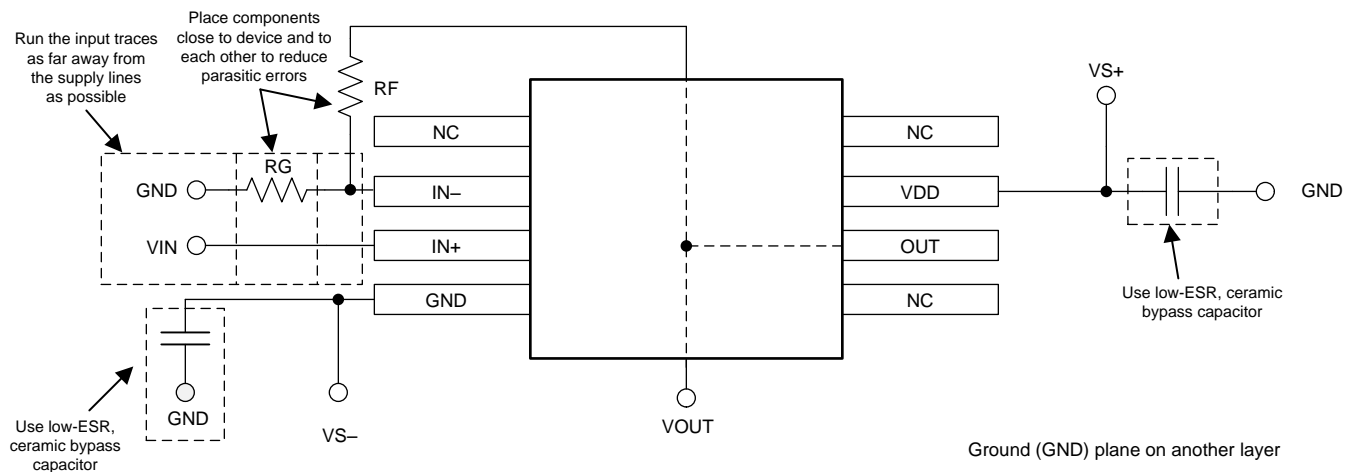 Place components
close to device and to
each other to reduce
parasitic errors
Run the input traces
as far away from
the supply lines
as possible
RF
VS+
NC
NC
RG
GND
IN–
VDD
GND
VIN
IN+
OUT
GND
NC
Use low-ESR, ceramic
bypass capacitor
GND
Use low-ESR,
ceramic bypass
capacitor
VS–
VOUT
Ground (GND) plane on another layer